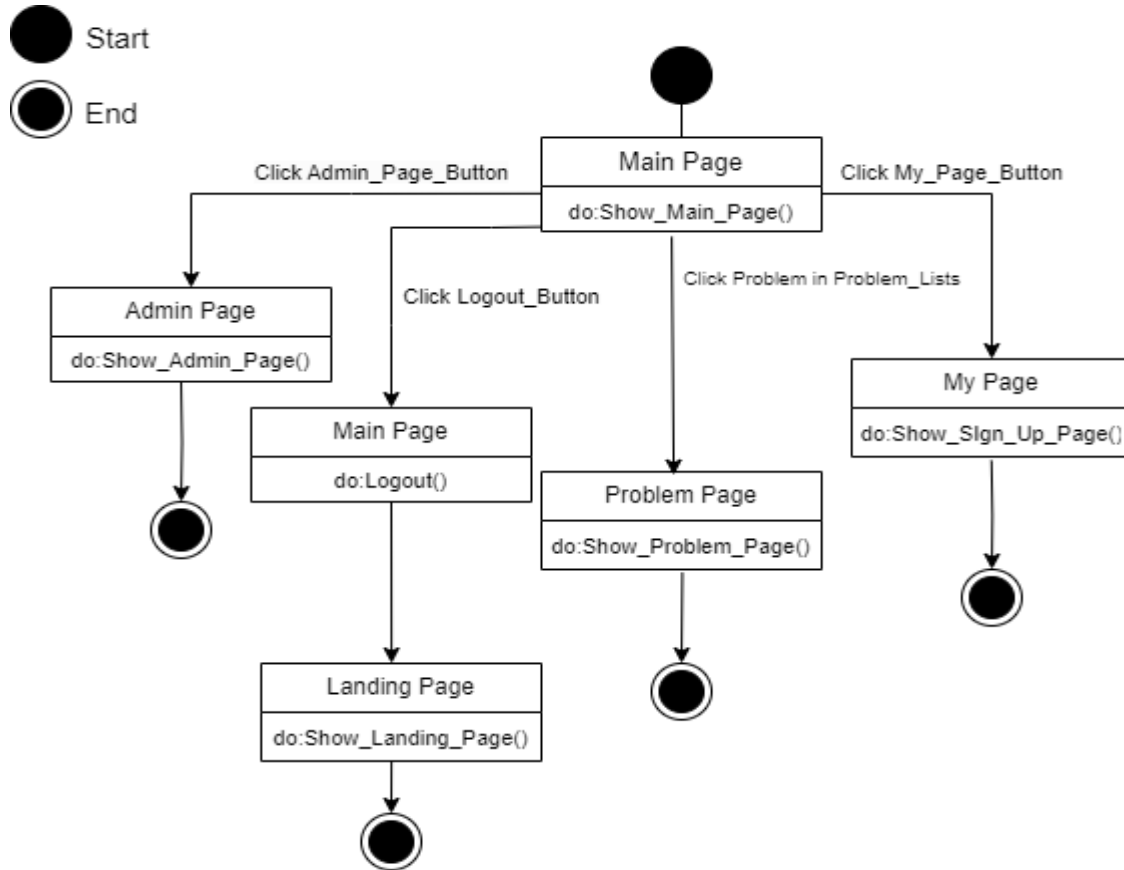 Start
End
Main Page
do:Show_Main_Page()
Click Admin_Page_Button
Click My_Page_Button
Click Logout_Button
Click Problem in Problem_Lists
Admin Page
do:Show_Admin_Page()
Main Page
do:Logout()
My Page
do:Show_SIgn_Up_Page()
Problem Page
do:Show_Problem_Page()
Landing Page
do:Show_Landing_Page()